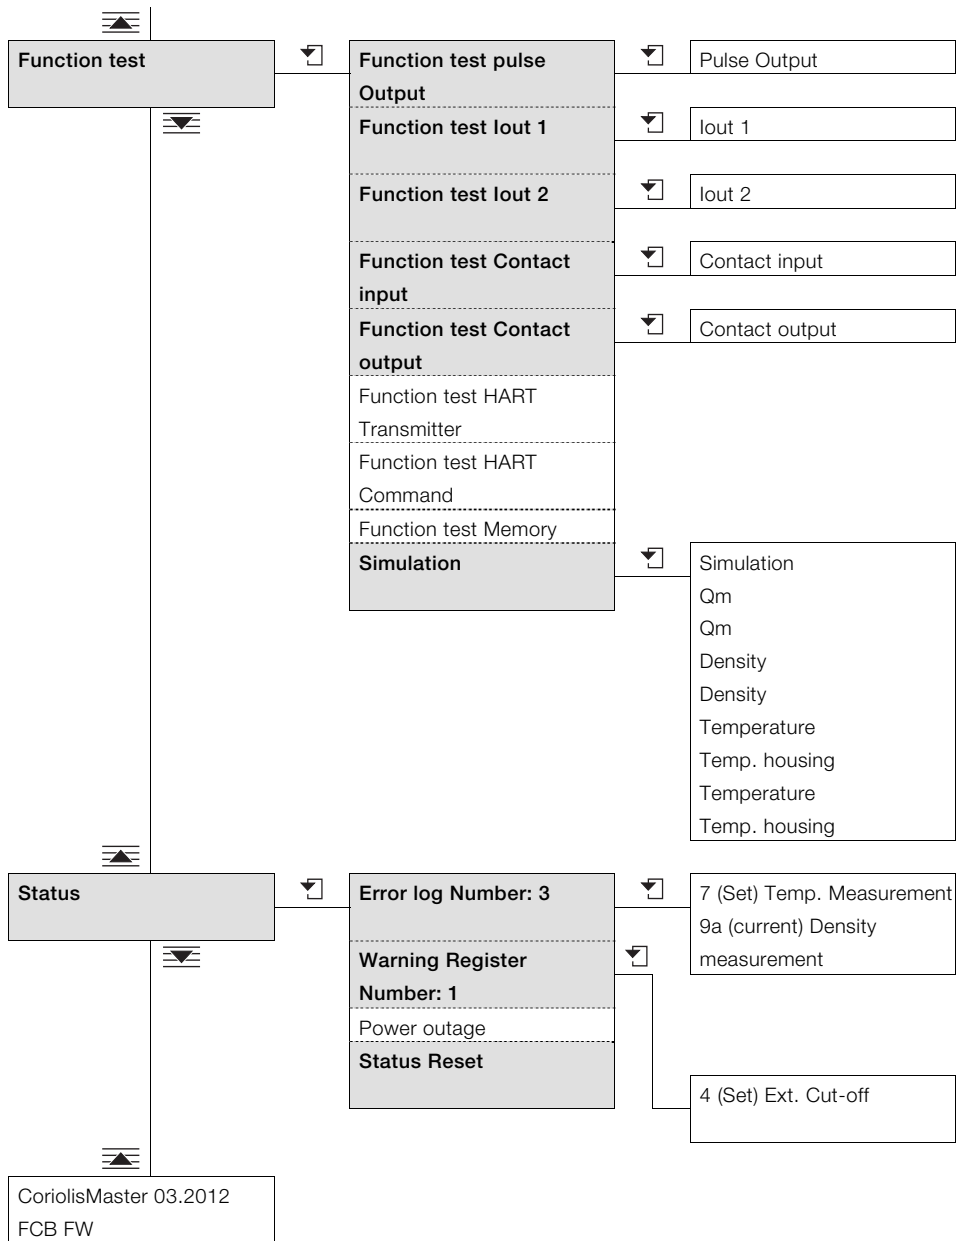 Function test
Function test pulse
Output
Pulse Output
Function test Iout 1
Iout 1
Function test Iout 2
Iout 2
Function test Contact
input
Contact input
Function test Contact
output
Contact output
Function test HART
Transmitter
Function test HART
Command
Function test Memory
Simulation
Simulation
Qm
Qm
Density
Density
Temperature
Temp. housing
Temperature
Temp. housing
Status
Error log Number: 3
7 (Set) Temp. Measurement
9a (current) Density
measurement
Warning Register
Number: 1
Power outage
Status Reset
4 (Set) Ext. Cut-off
CoriolisMaster 03.2012
FCB FW